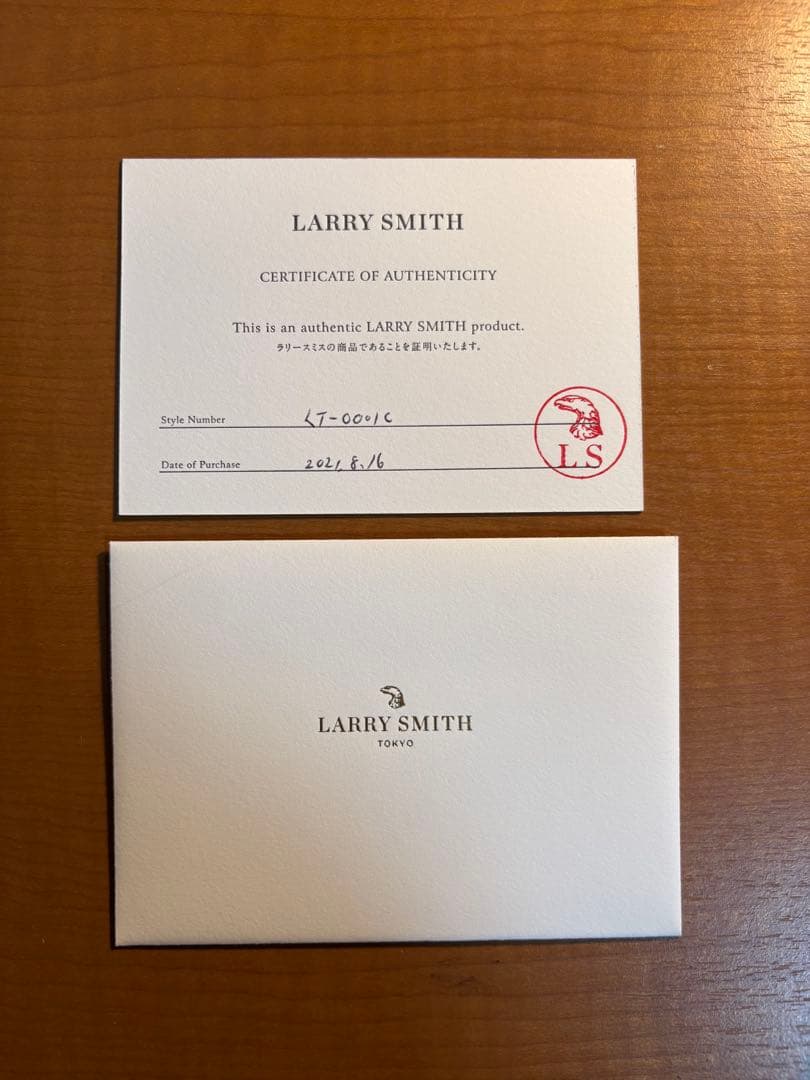 LARRY SMITH
CERTIFICATE OF AUTHENTICITY
This is an authentic LARRY SMITH product.
ラリースミスの商品であることを証明いたします。
Style Number LT-0001C
Date of Purchase 2021.8.16
LS
LARRY SMITH
TOKYO